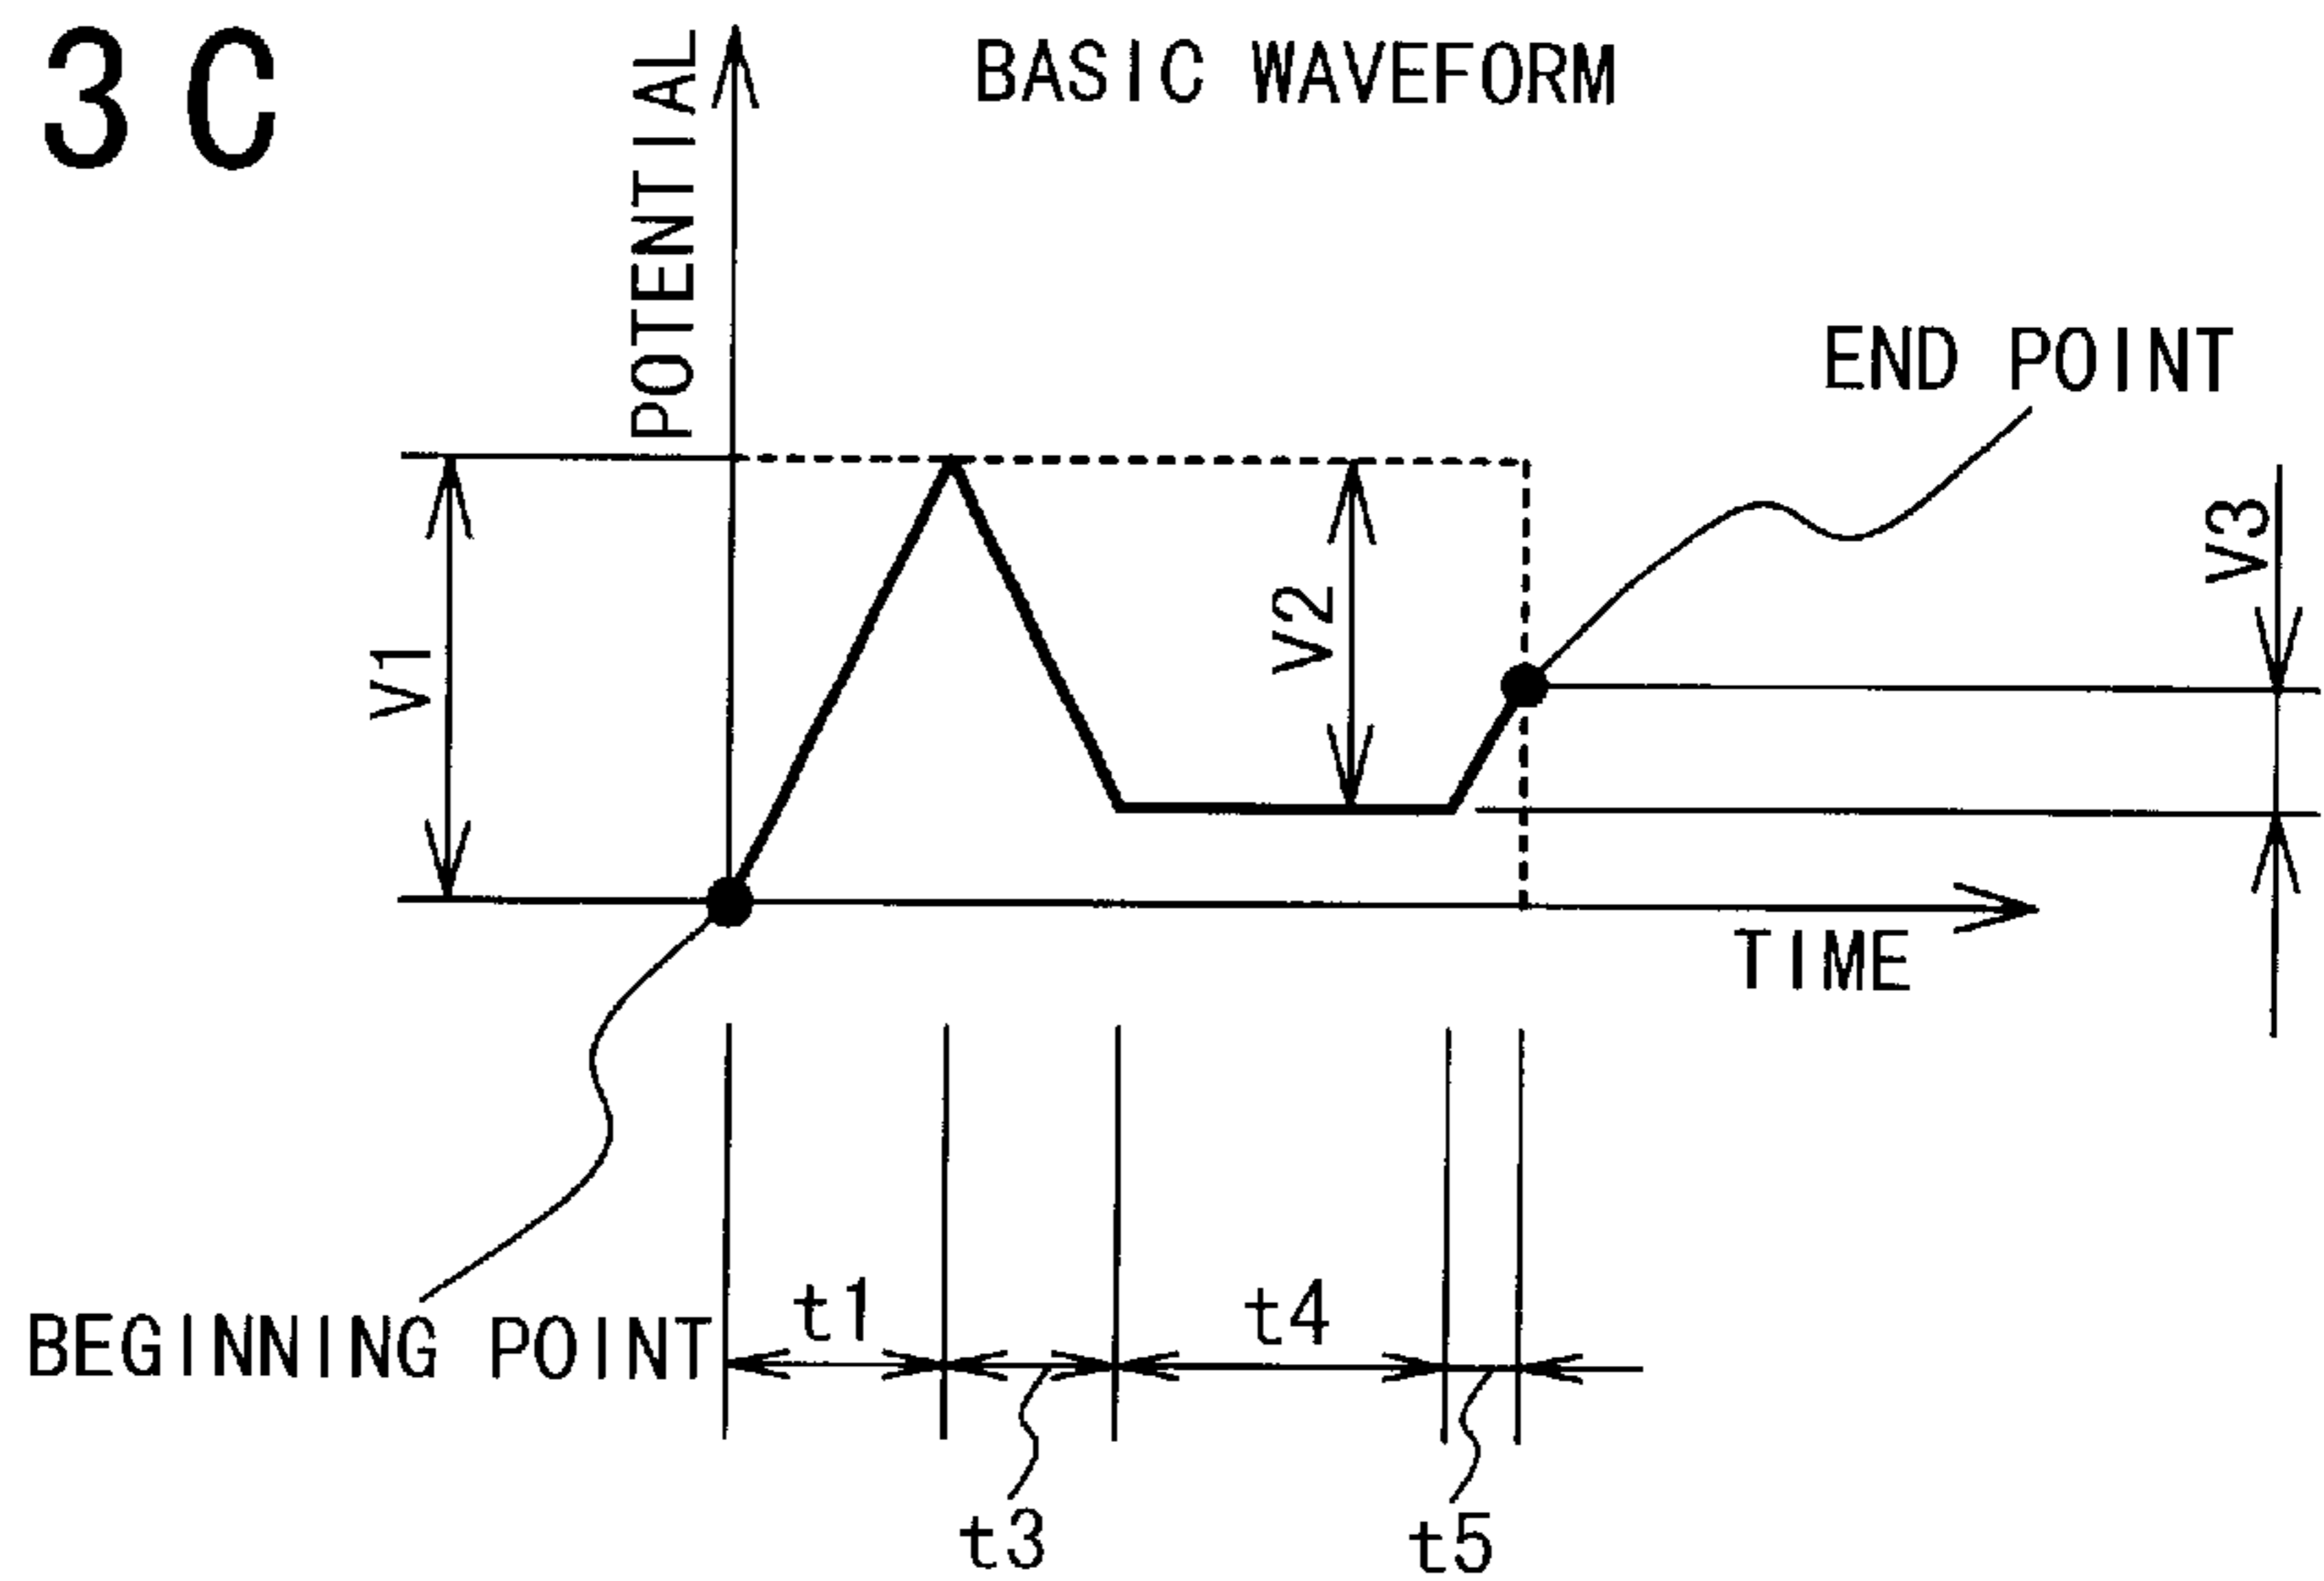 3C
BASIC WAVEFORM
POTENTIAL
END POINT
V1
V2
V3
TIME
BEGINNING POINT
t1
t4
t3
t5